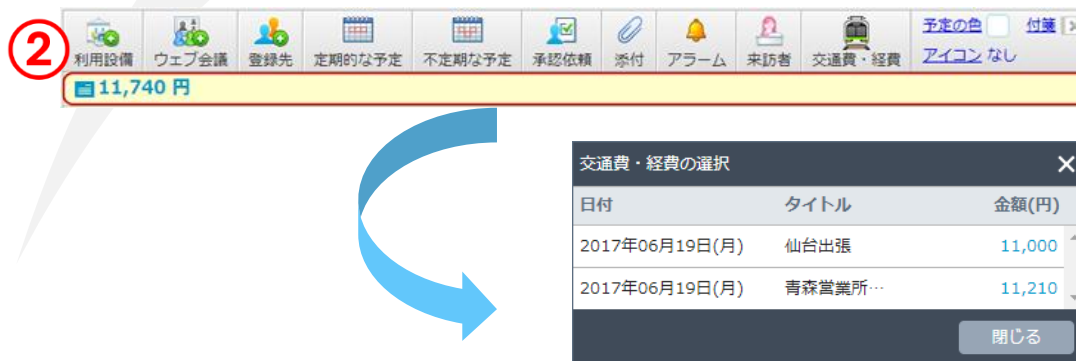 ②
利用設備 ウェブ会議 登録先 定期的な予定 不定期な予定 承認依頼 添付 アラーム 来訪者 交通費・経費 予定の色 付箋
アイコン なし
11,740 円
交通費・経費の選択 ×
日付 タイトル 金額(円)
2017年06月19日(月) 仙台出張 11,000
2017年06月19日(月) 青森営業所… 11,210
閉じる